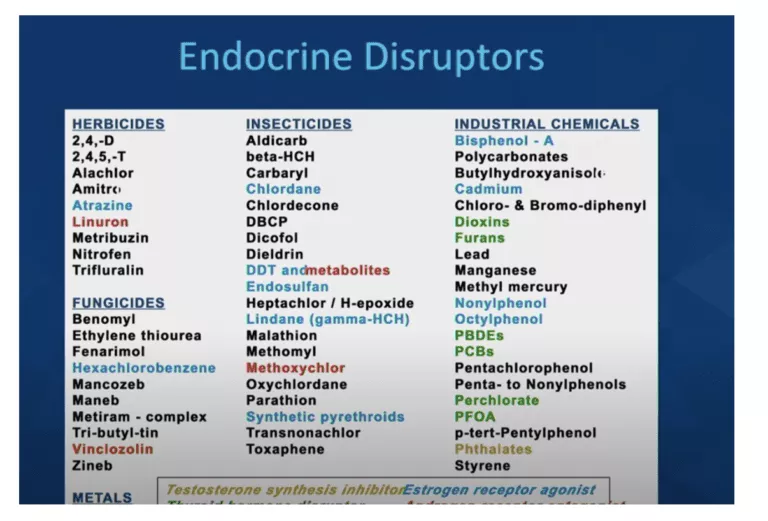 Endocrine Disruptors
HERBICIDES
2,4,-D
2,4,5,-T
Alachlor
Amitro
Atrazine
Linuron
Metribuzin
Nitrofen
Trifluralin
FUNGICIDES
Benomyl
Ethylene thiourea
Fenarimol
Hexachlorobenzene
Mancozeb
Maneb
Metiram - complex
Tri-butyl-tin
Vinclozolin
Zineb
METALS
INSECTICIDES
Aldicarb
beta-HCH
Carbaryl
Chlordane
Chlordecone
DBCP
Dicofol
Dieldrin
DDT and metabolites
Endosulfan
Heptachlor / H-epoxide
Lindane (gamma-HCH)
Malathion
Methomyl
Methoxychlor
Oxychlordane
Parathion
Synthetic pyrethroids
Transnonachlor
Toxaphene
INDUSTRIAL CHEMICALS
Bisphenol - A
Polycarbonates
Butylhydroxyanisole
Cadmium
Chloro- & Bromo-diphenyl
Dioxins
Furans
Lead
Manganese
Methyl mercury
Nonylphenol
Octylphenol
PBDEs
PCBs
Pentachlorophenol
Penta- to Nonylphenols
Perchlorate
PFOA
p-tert-Pentylphenol
Phthalates
Styrene
Testosterone synthesis inhibitor
Estrogen receptor agonist